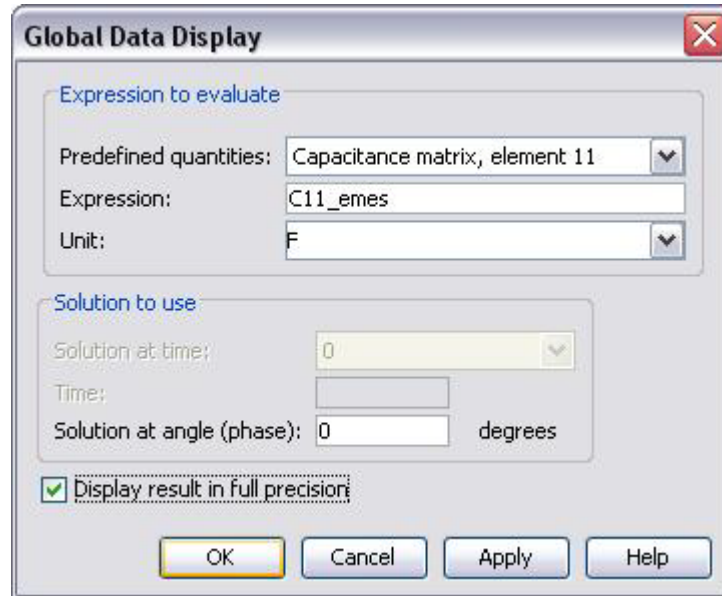 Global Data Display
Expression to evaluate
Predefined quantities: Capacitance matrix, element 11
Expression: C11_emes
Unit: F
Solution to use
Solution at time: 0
Time:
Solution at angle (phase): 0 degrees
Display result in full precision
OK Cancel Apply Help